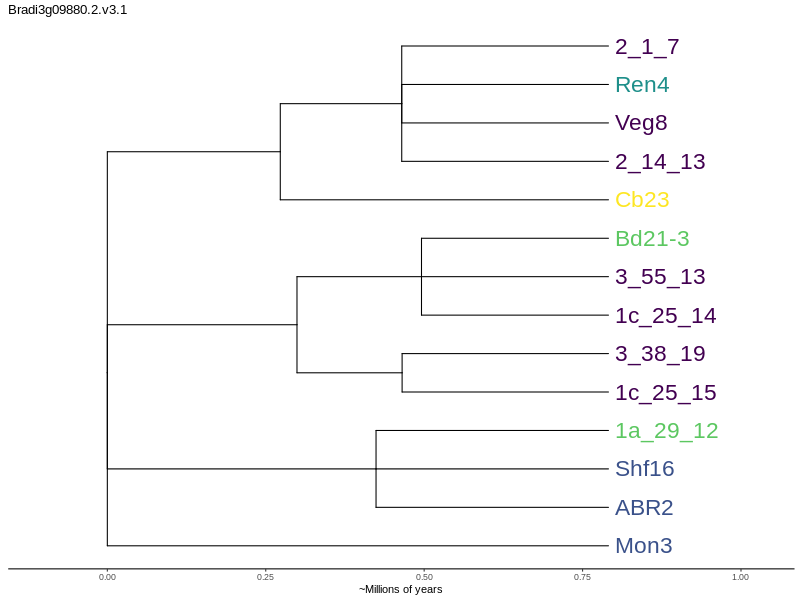 Bradi3g09880.2.v3.1
2_1_7
Ren4
Veg8
2_14_13
Cb23
Bd21-3
3_55_13
1c_25_14
3_38_19
1c_25_15
1a_29_12
Shf16
ABR2
Mon3
0.00 0.25 0.50 0.75 1.00
~Millions of years